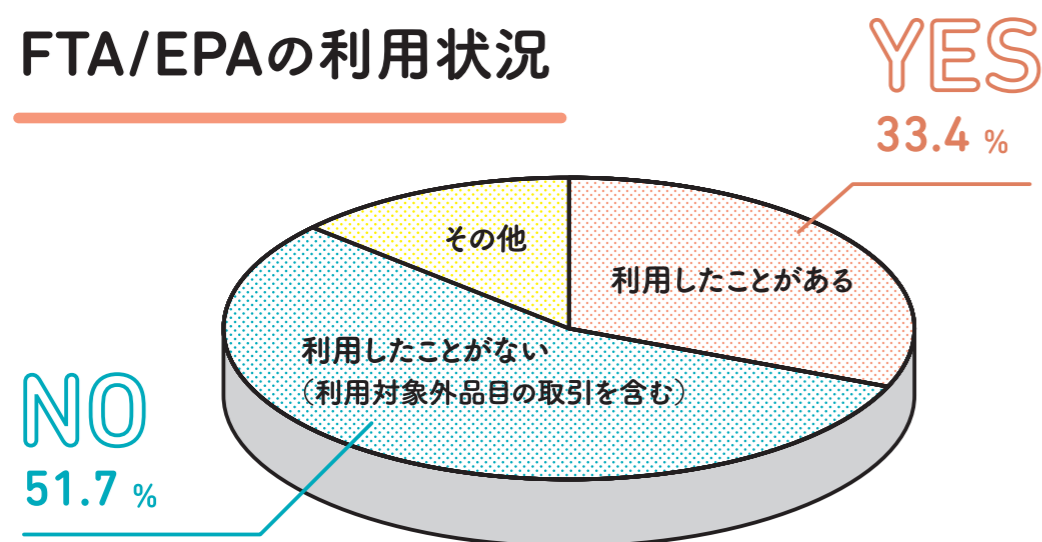 FTA/EPAの利用状況
YES
33.4 %
その他
利用したことがある
利用したことがない
（利用対象外品目の取引を含む）
NO
51.7 %